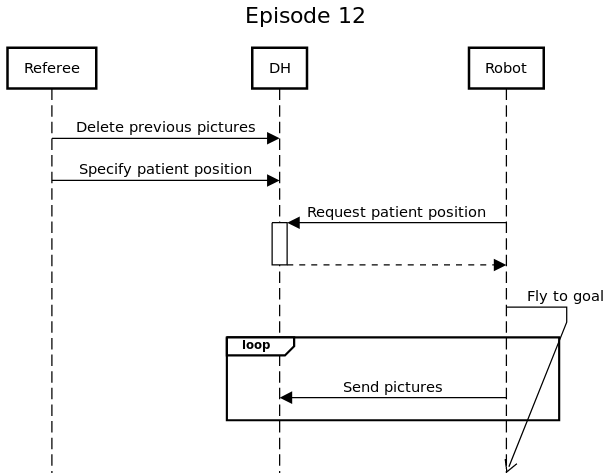 Episode 12
Referee
DH
Robot
Delete previous pictures
Specify patient position
Request patient position
Fly to goal
loop
Send pictures